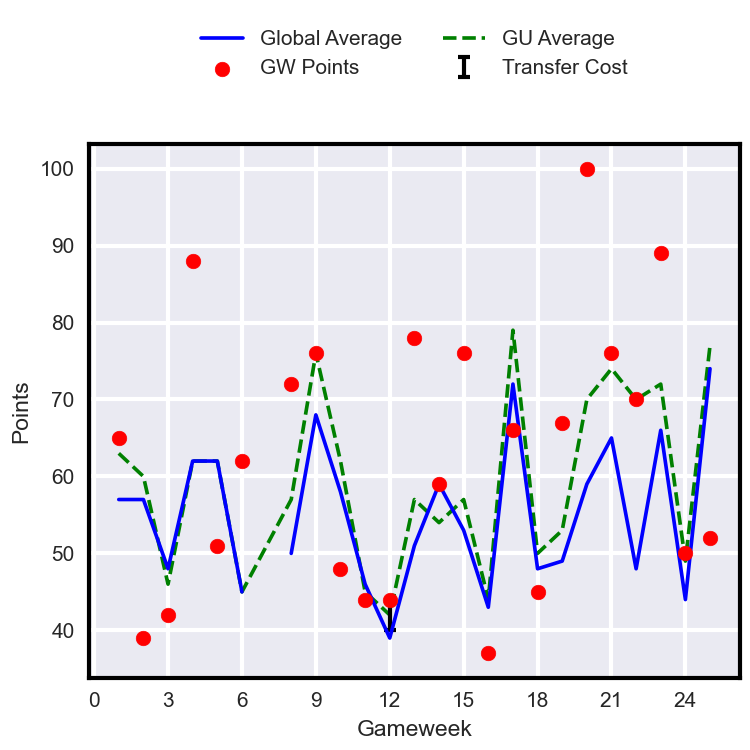 Global Average
GU Average
GW Points
Transfer Cost
100
90
80
70
60
50
40
Points
0 3 6 9 12 15 18 21 24
Gameweek